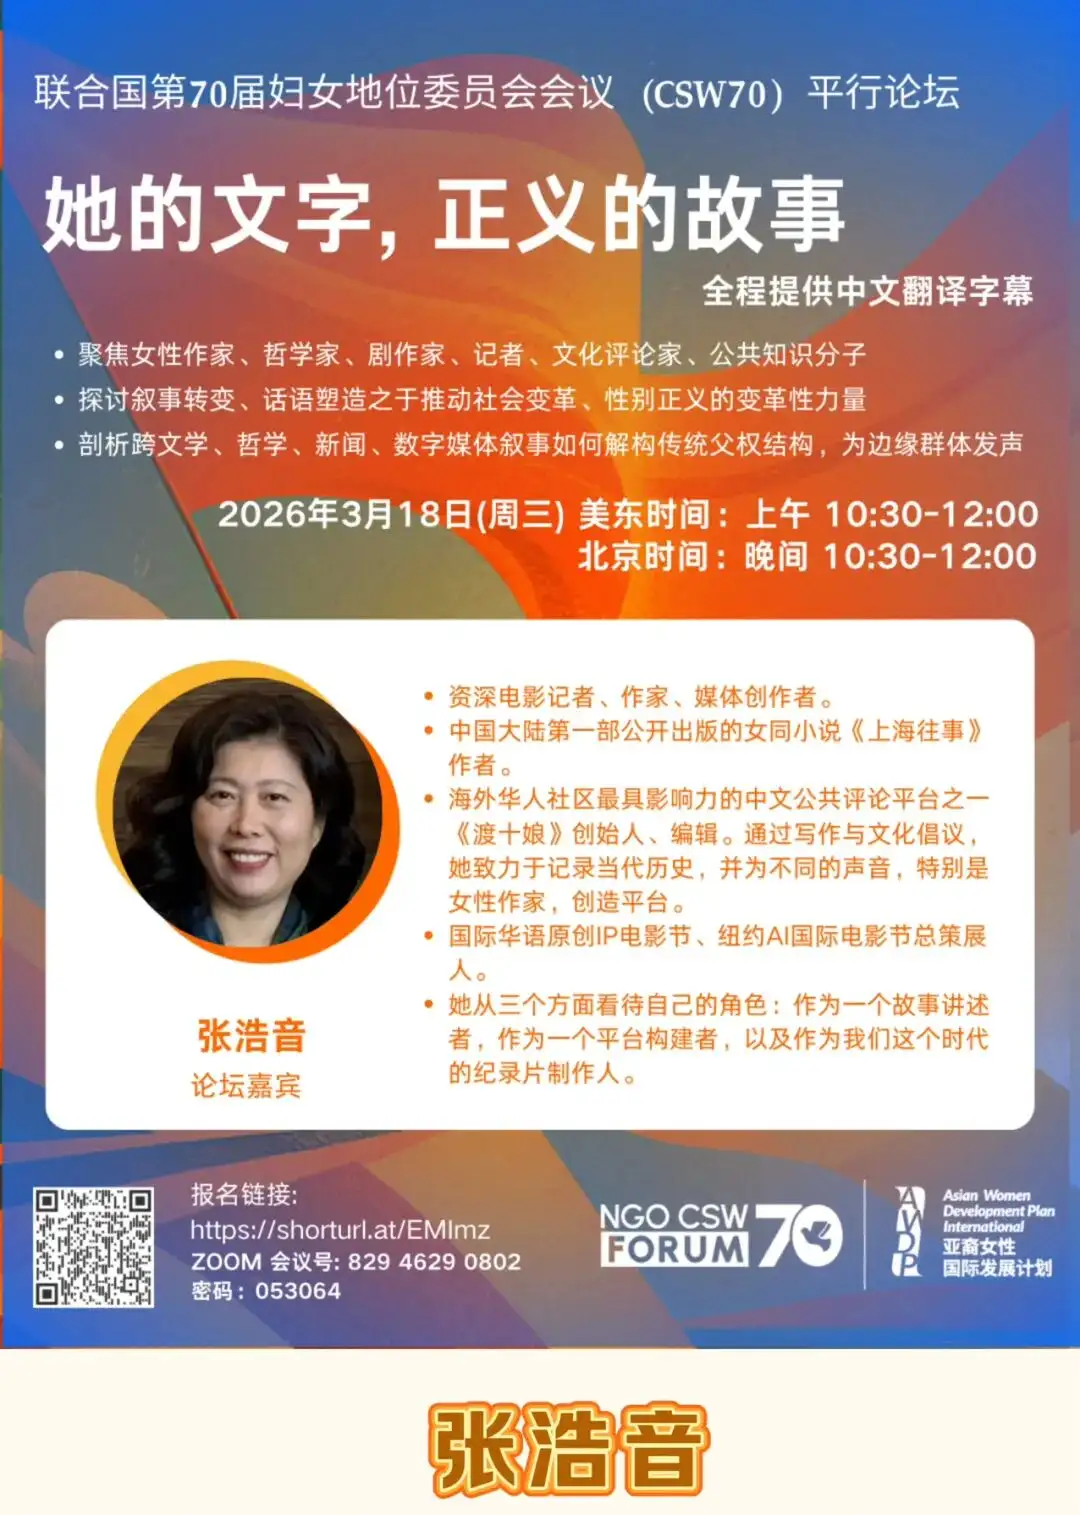 联合国第70届妇女地位委员会会议（CSW70）平行论坛
她的文字，正义的故事
全程提供中文翻译字幕
• 聚焦女性作家、哲学家、剧作家、记者、文化评论家、公共知识分子
• 探讨叙事转变、话语塑造之于推动社会变革、性别正义的变革性力量
• 剖析跨文学、哲学、新闻、数字媒体叙事如何解构传统父权结构，为边缘群体发声
2026年3月18日(周三) 美东时间：上午 10:30-12:00
北京时间：晚间 10:30-12:00
• 资深电影记者、作家、媒体创作者。
• 中国大陆第一部公开出版的女同小说《上海往事》
作者。
• 海外华人社区最具影响力的中文公共评论平台之一
《渡十娘》创始人、编辑。通过写作与文化倡议，
她致力于记录当代历史，并为不同的声音，特别是
女性作家，创造平台。
• 国际华语原创IP电影节、纽约AI国际电影节总策展
人。
• 她从三个方面看待自己的角色：作为一个故事讲述
者，作为一个平台构建者，以及作为我们这个时代
的纪录片制作人。
张浩音
论坛嘉宾
报名链接:
https://shorturl.at/EMImz
ZOOM 会议号: 829 4629 0802
密码：053064
NGO CSW
FORUM 70
AWDP
Asian Women
Development Plan
International
亚裔女性
国际发展计划
张浩音